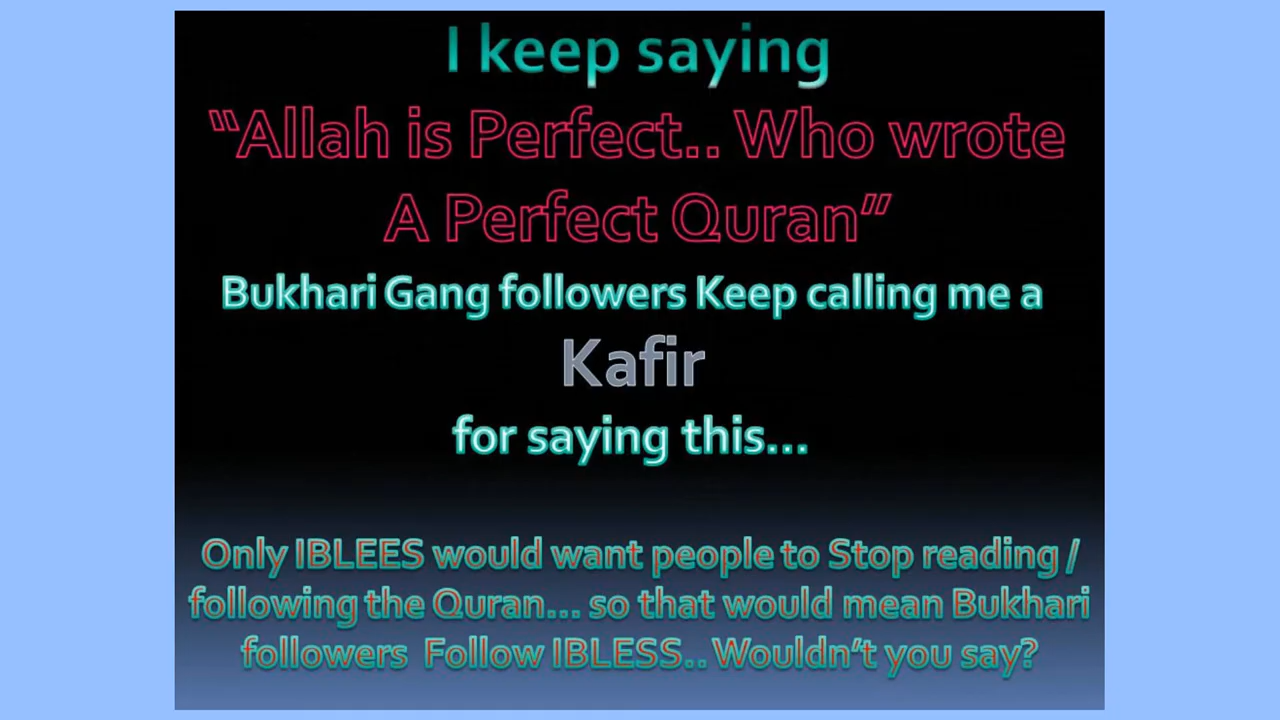 I keep saying
“Allah is Perfect.. Who wrote
A Perfect Quran”
Bukhari Gang followers Keep calling me a
Kafir
for saying this...
Only IBLEES would want people to Stop reading /
following the Quran... so that would mean Bukhari
followers Follow IBLESS.. Wouldn't you say?